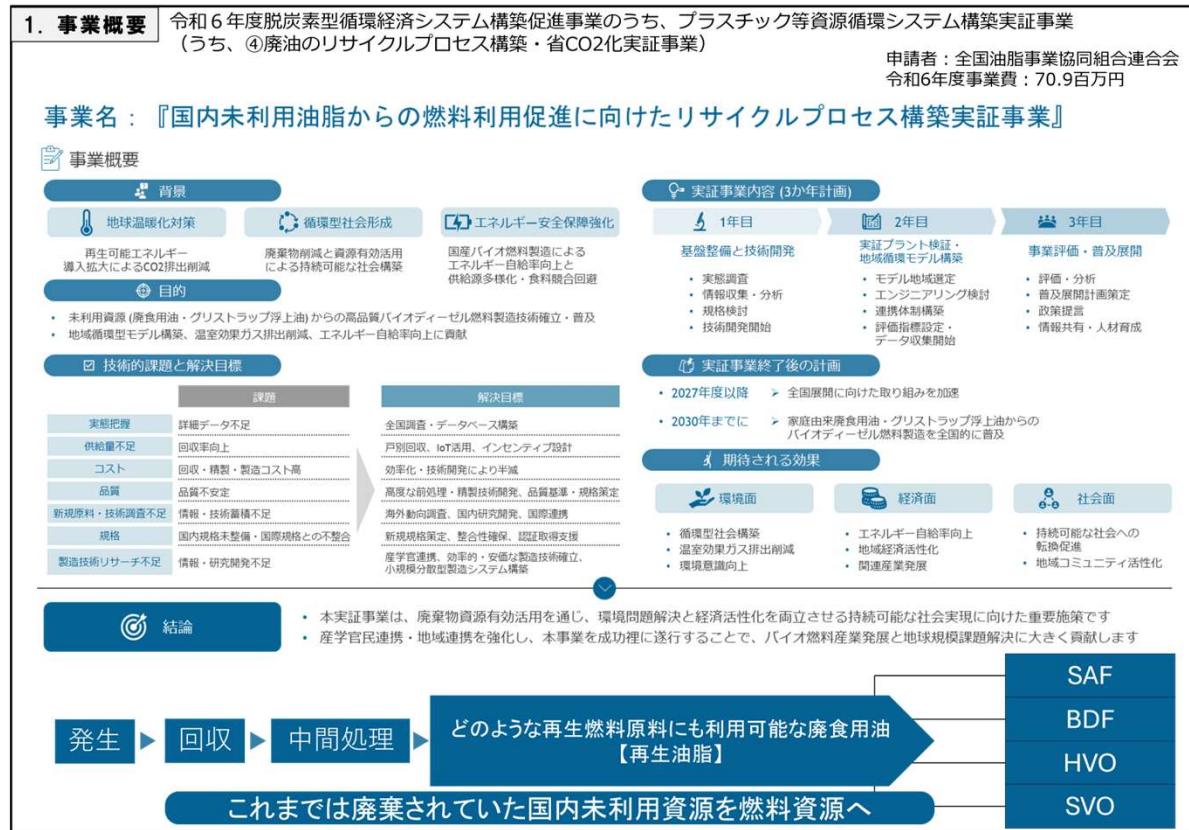 1. 事業概要
令和６年度脱炭素型循環経済システム構築促進事業のうち、プラスチック等資源循環システム構築実証事業
（うち、④廃油のリサイクルプロセス構築・省CO2化実証事業）
申請者：全国油脂事業協同組合連合会
令和6年度事業費：70.9百万円
事業名：『国内未利用油脂からの燃料利用促進に向けたリサイクルプロセス構築実証事業』
事業概要
背景
地球温暖化対策
再生可能エネルギー
導入拡大によるCO2排出削減
循環型社会形成
廃棄物削減と資源有効活用
による持続可能な社会構築
エネルギー安全保障強化
国産バイオ燃料製造による
エネルギー自給率向上と
供給源多様化・食料競合回避
目的
• 未利用資源 (廃食用油・グリストラップ浮上油) からの高品質バイオディーゼル燃料製造技術確立・普及
• 地域循環型モデル構築、温室効果ガス排出削減、エネルギー自給率向上に貢献
技術的課題と解決目標
課題 解決目標
実態把握 詳細データ不足 全国調査・データベース構築
供給量不足 回収率向上 戸別回収、IoT活用、インセンティブ設計
コスト 回収・精製・製造コスト高 効率化・技術開発により半減
品質 品質不安定 高度な前処理・精製技術開発、品質基準・規格策定
新規原料・技術調査不足 情報・技術蓄積不足 海外動向調査、国内研究開発、国際連携
規格 国内規格未整備・国際規格との不整合 新規規格策定、整合性確保、認証取得支援
製造技術リサーチ不足 情報・研究開発不足 産学官連携、効率的・安価な製造技術確立、
小規模分散型製造システム構築
実証事業内容 (3か年計画)
1年目
基盤整備と技術開発
• 実態調査
• 情報収集・分析
• 規格検討
• 技術開発開始
2年目
実証プラント検証・
地域循環モデル構築
• モデル地域選定
• エンジニアリング検討
• 連携体制構築
• 評価指標設定・
データ収集開始
3年目
事業評価・普及展開
• 評価・分析
• 普及展開計画策定
• 政策提言
• 情報共有・人材育成
実証事業終了後の計画
• 2027年度以降 ➢ 全国展開に向けた取り組みを加速
• 2030年までに ➢ 家庭由来廃食用油・グリストラップ浮上油からの
バイオディーゼル燃料製造を全国的に普及
期待される効果
環境面
• 循環型社会構築
• 温室効果ガス排出削減
• 環境意識向上
経済面
• エネルギー自給率向上
• 地域経済活性化
• 関連産業発展
社会面
• 持続可能な社会への
転換促進
• 地域コミュニティ活性化
結論
• 本実証事業は、廃棄物資源有効活用を通じ、環境問題解決と経済活性化を両立させる持続可能な社会実現に向けた重要施策です
• 産学官民連携・地域連携を強化し、本事業を成功裡に遂行することで、バイオ燃料産業発展と地球規模課題解決に大きく貢献します
発生
回収
中間処理
どのような再生燃料原料にも利用可能な廃食用油
【再生油脂】
SAF
BDF
HVO
SVO
これまでは廃棄されていた国内未利用資源を燃料資源へ